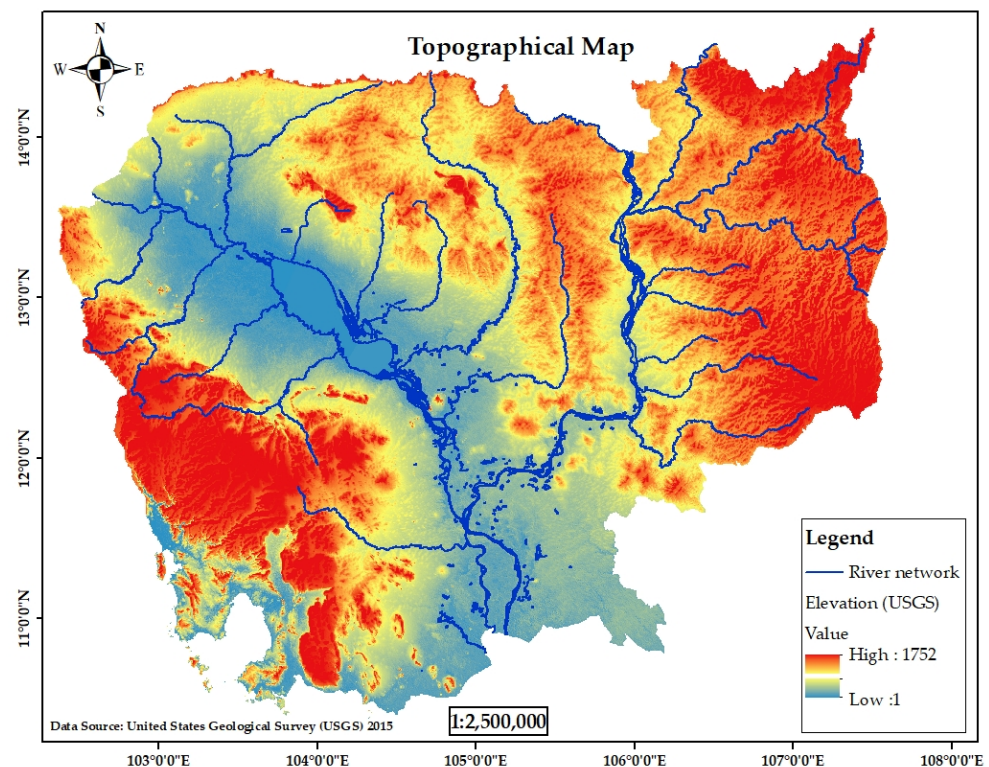 Topographical Map
N
W E
S
14°0'0"N
13°0'0"N
12°0'0"N
11°0'0"N
Legend
River network
Elevation (USGS)
Value
High : 1752
Low :1
Data Source: United States Geological Survey (USGS) 2015
1:2,500,000
103°0'0"E 104°0'0"E 105°0'0"E 106°0'0"E 107°0'0"E 108°0'0"E